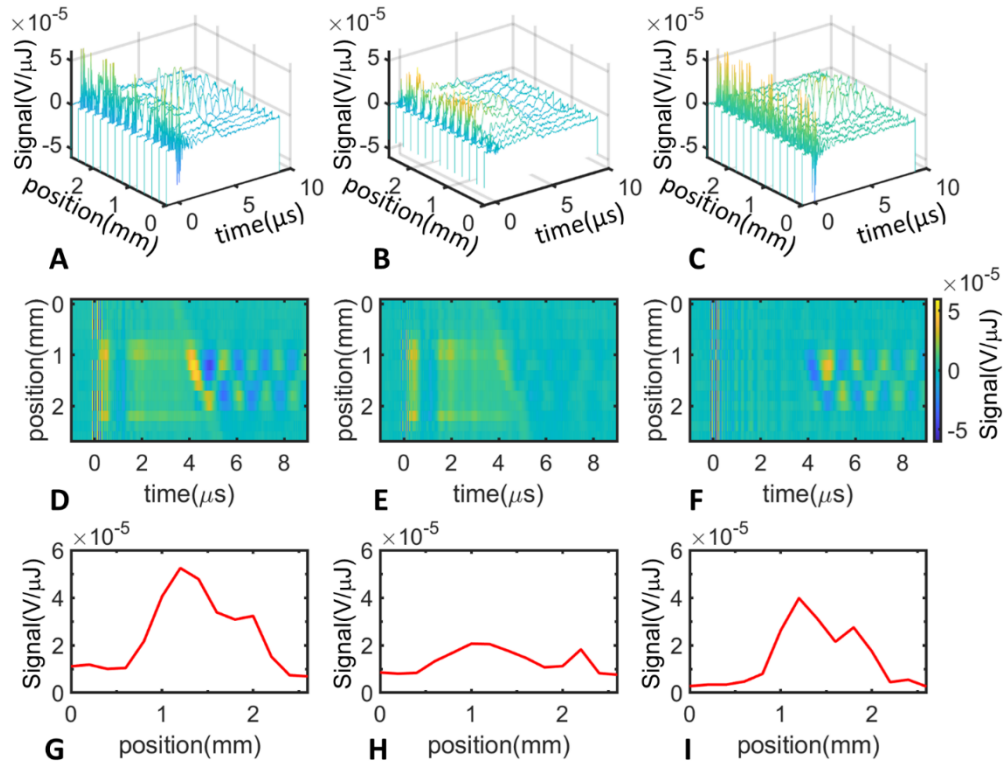 ×10⁻⁵ ×10⁻⁵ ×10⁻⁵
Signal(V/μJ) 5 0 -5 position(mm) 2 1 0 0 5 10 time(μs) A
Signal(V/μJ) 5 0 -5 position(mm) 2 1 0 0 5 10 time(μs) B
Signal(V/μJ) 5 0 -5 position(mm) 2 1 0 0 5 10 time(μs) C
position(mm) 0 1 2 0 2 4 6 8 time(μs) D
position(mm) 0 1 2 0 2 4 6 8 time(μs) E
position(mm) 0 1 2 0 2 4 6 8 time(μs) F
×10⁻⁵ 5 0 -5 Signal(V/μJ)
×10⁻⁵ Signal(V/μJ) 6 4 2 0 0 1 2 position(mm) G
×10⁻⁵ Signal(V/μJ) 6 4 2 0 0 1 2 position(mm) H
×10⁻⁵ Signal(V/μJ) 6 4 2 0 0 1 2 position(mm) I